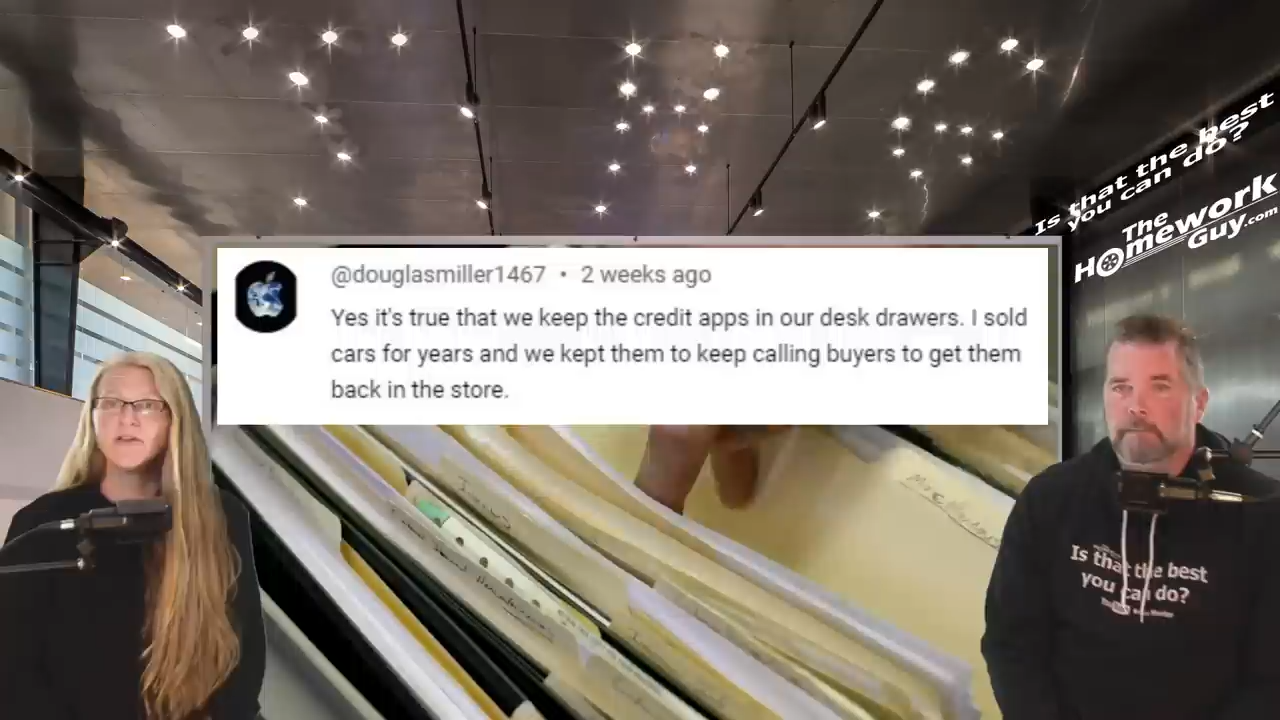 Is that the best
you can do?
The
Homework
Guy.com
@douglasmiller1467 • 2 weeks ago
Yes it's true that we keep the credit apps in our desk drawers. I sold
cars for years and we kept them to keep calling buyers to get them
back in the store.
Is that the best
you can do?